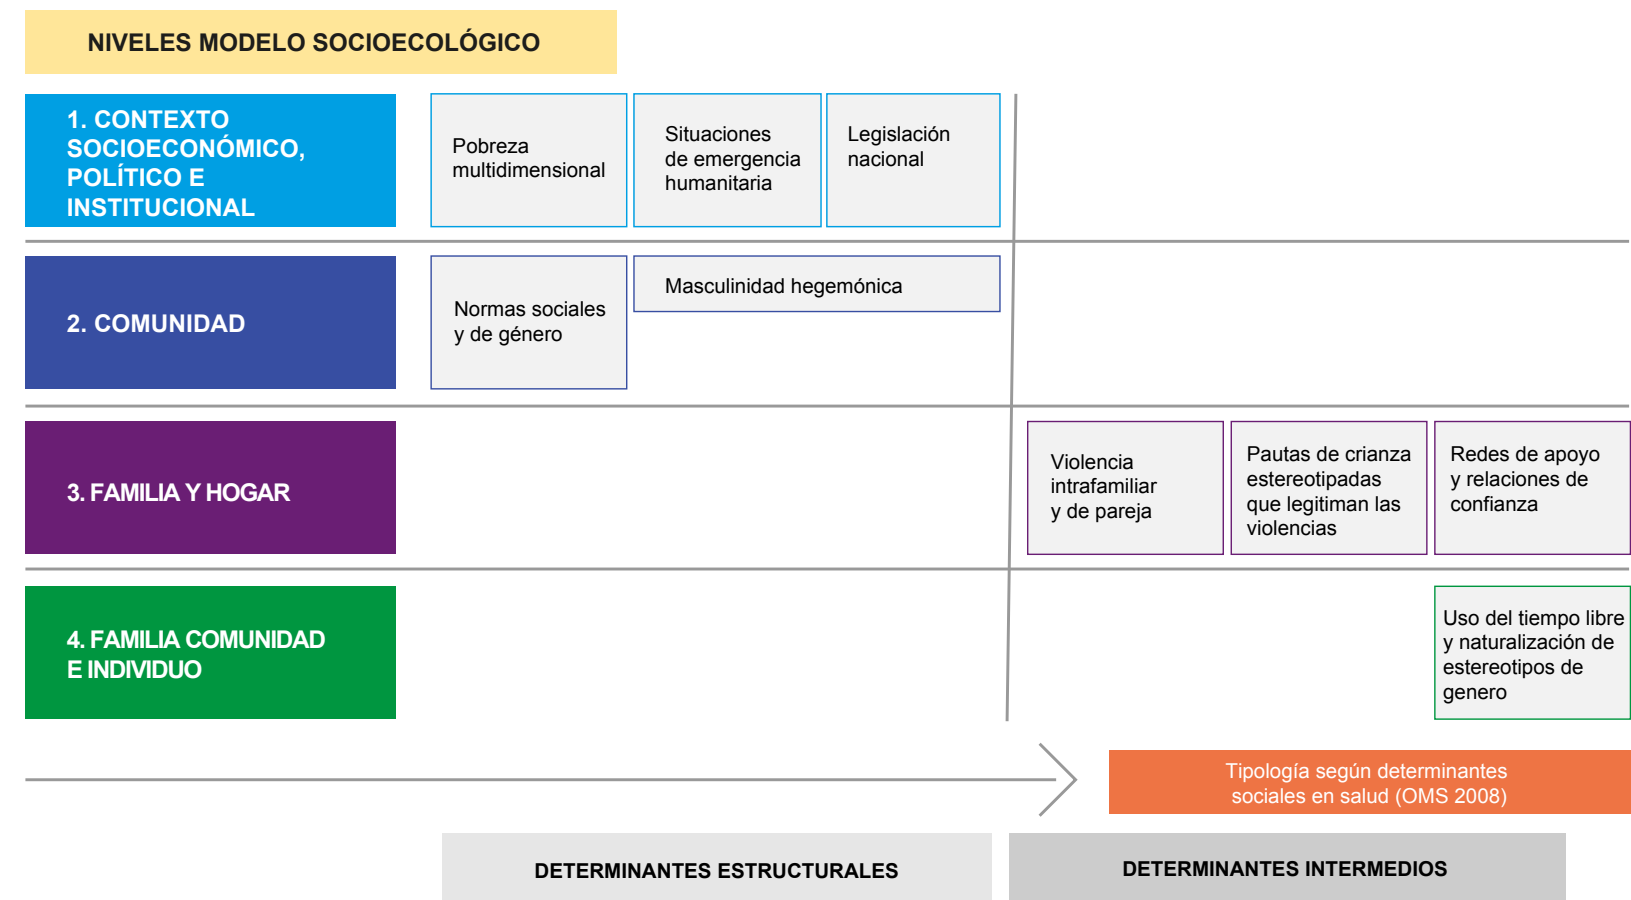 NIVELES MODELO SOCIOECOLÓGICO
1. CONTEXTO
SOCIOECONÓMICO,
POLÍTICO E
INSTITUCIONAL
Pobreza
multidimensional
Situaciones
de emergencia
humanitaria
Legislación
nacional
2. COMUNIDAD
Normas sociales
y de género
Masculinidad hegemónica
3. FAMILIA Y HOGAR
Violencia
intrafamiliar
y de pareja
Pautas de crianza
estereotipadas
que legitiman las
violencias
Redes de apoyo
y relaciones de
confianza
4. FAMILIA COMUNIDAD
E INDIVIDUO
Uso del tiempo libre
y naturalización de
estereotipos de
genero
Tipología según determinantes
sociales en salud (OMS 2008)
DETERMINANTES ESTRUCTURALES
DETERMINANTES INTERMEDIOS